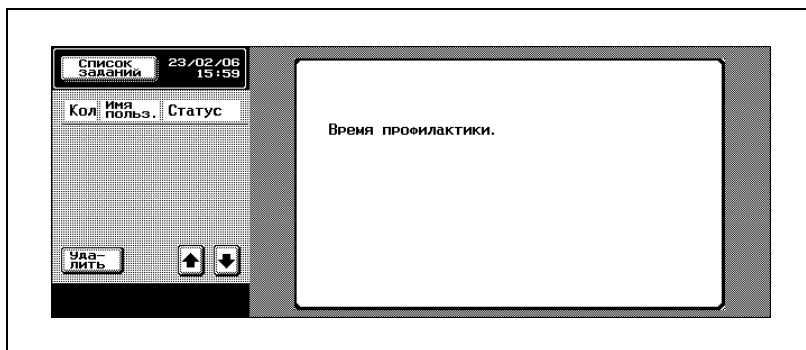 Список заданий
23/02/06
15:59
Кол Имя польз. Статус
Время профилактики.
Уда-
лить